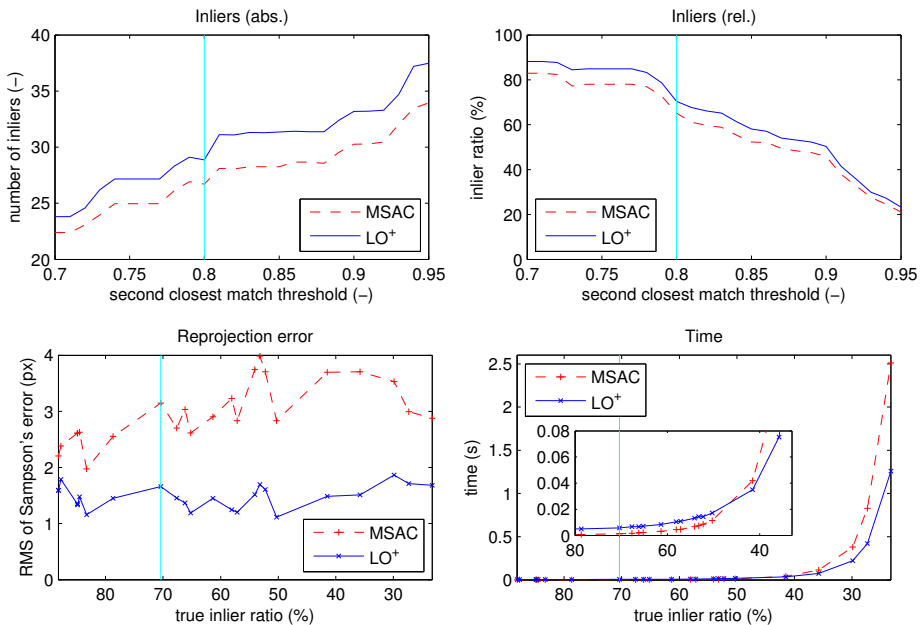 Inliers (abs.)
number of inliers (−)
40
35
30
25
20
MSAC
LO+
0.7 0.75 0.8 0.85 0.9 0.95
second closest match threshold (−)
Inliers (rel.)
inlier ratio (%)
100
80
60
40
20
0
MSAC
LO+
0.7 0.75 0.8 0.85 0.9 0.95
second closest match threshold (−)
Reprojection error
RMS of Sampson's error (px)
4
3
2
1
0
MSAC
LO+
80 70 60 50 40 30
true inlier ratio (%)
Time
time (s)
2.5
2
1.5
1
0.5
0
MSAC
LO+
0.08
0.06
0.04
0.02
0
80 60 40
80 70 60 50 40 30
true inlier ratio (%)